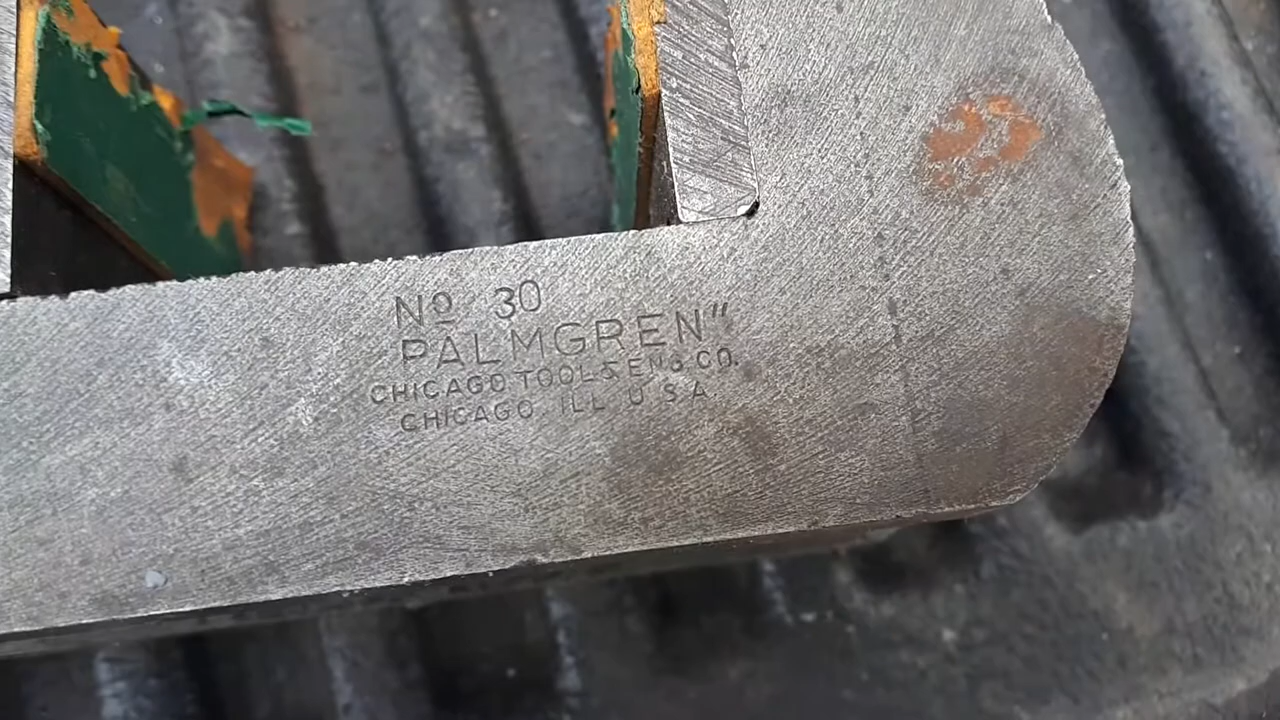 Nº 30
PALMGREN"
CHICAGO TOOL & ENG CO.
CHICAGO ILL U S A.